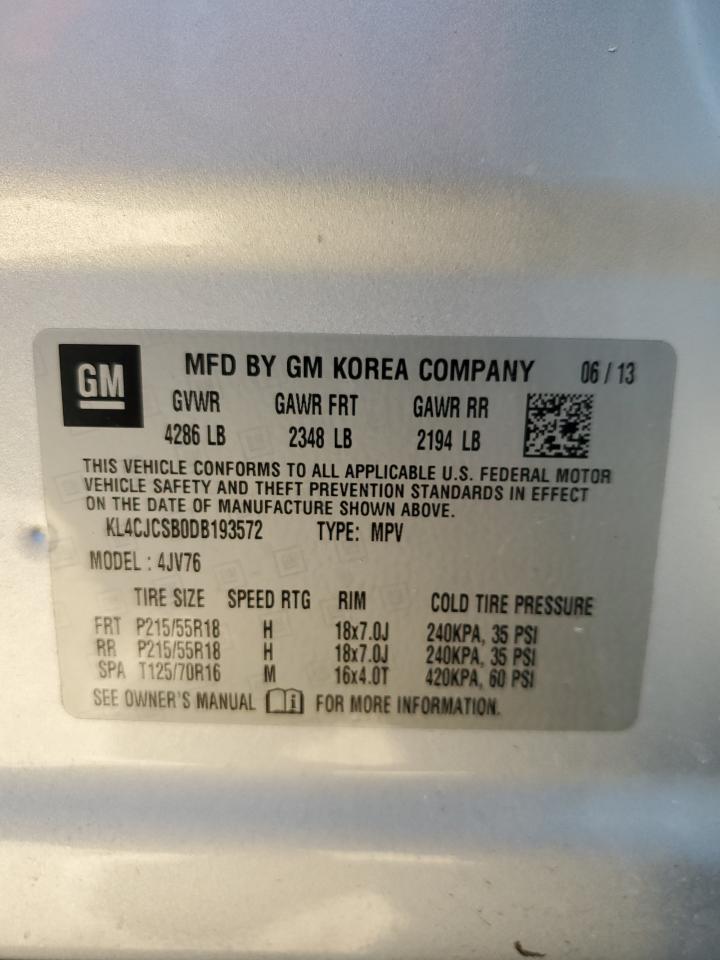 GM
MFD BY GM KOREA COMPANY 06 / 13
GVWR GAWR FRT GAWR RR
4286 LB 2348 LB 2194 LB
THIS VEHICLE CONFORMS TO ALL APPLICABLE U.S. FEDERAL MOTOR
VEHICLE SAFETY AND THEFT PREVENTION STANDARDS IN EFFECT
ON THE DATE OF MANUFACTURE SHOWN ABOVE.
KL4CJCSB0DB193572 TYPE: MPV
MODEL : 4JV76
TIRE SIZE SPEED RTG RIM COLD TIRE PRESSURE
FRT P215/55R18 H 18x7.0J 240KPA, 35 PSI
RR P215/55R18 H 18x7.0J 240KPA, 35 PSI
SPA T125/70R16 M 16x4.0T 420KPA, 60 PSI
SEE OWNER'S MANUAL i FOR MORE INFORMATION.